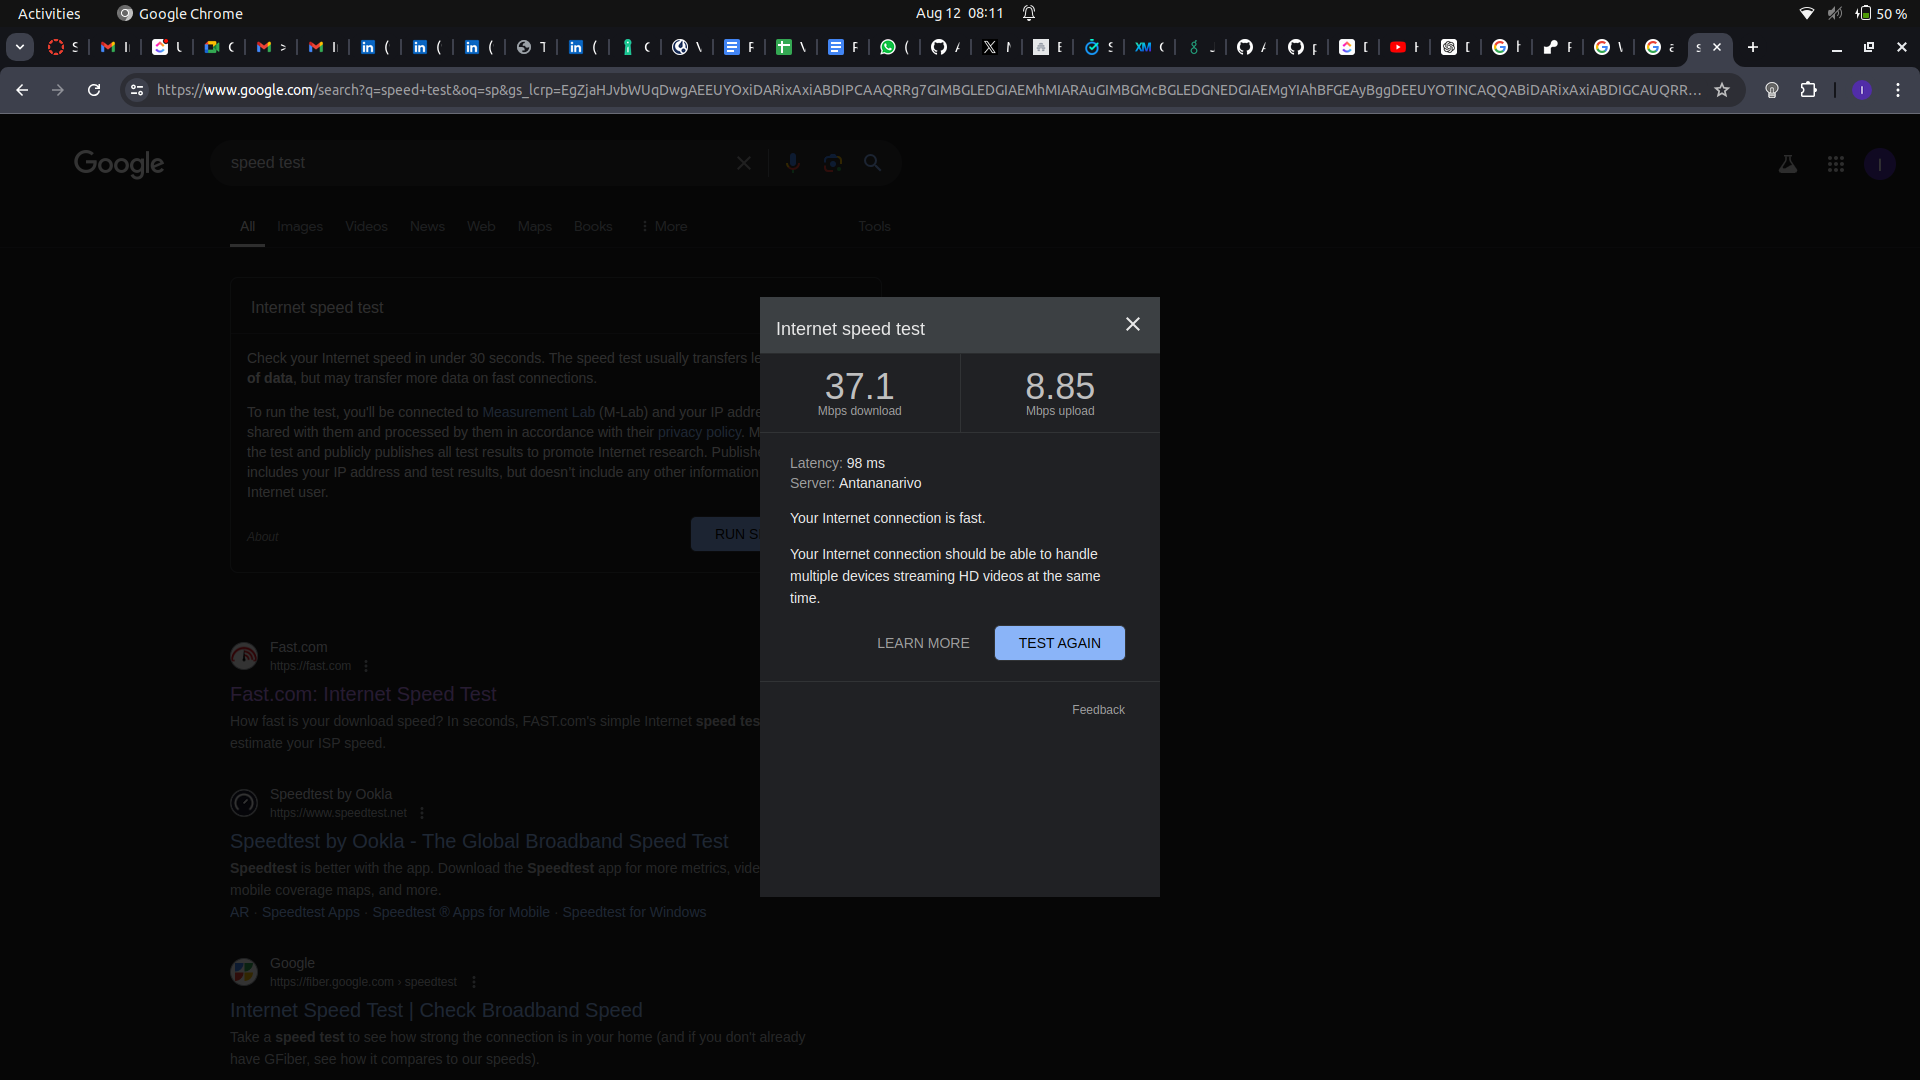 Activities
Google Chrome
Aug 12 08:11
50 %
https://www.google.com/search?q=speed+test&oq=sp&gs_lcrp=EgZjaHJvbWUqDwgAEEUYOxiDARixAxiABDIPCAAQRRg7GIMBGLEDGIAEMhMIARAuGIMBGMcBGLEDGNEDGIAEMgYIAhBFGEAyBggDEEUYOTINCAQQABiDARixAxiABDIGCAUQRR...
Google
speed test
All
Images
Videos
News
Web
Maps
Books
More
Tools
Internet speed test
Check your Internet speed in under 30 seconds. The speed test usually transfers
of data, but may transfer more data on fast connections.
To run the test, you'll be connected to Measurement Lab (M-Lab) and your IP
shared with them and processed by them in accordance with their privacy policy.
the test and publicly publishes all test results to promote Internet research.
includes your IP address and test results, but doesn't include any other information
Internet user.
About
RUN
Internet speed test
37.1
Mbps download
8.85
Mbps upload
Latency: 98 ms
Server: Antananarivo
Your Internet connection is fast.
Your Internet connection should be able to handle
multiple devices streaming HD videos at the same
time.
LEARN MORE
TEST AGAIN
Feedback
Fast.com
https://fast.com
Fast.com: Internet Speed Test
How fast is your download speed? In seconds, FAST.com's simple Internet speed
estimate your ISP speed.
Speedtest by Ookla
https://www.speedtest.net
Speedtest by Ookla - The Global Broadband Speed Test
Speedtest is better with the app. Download the Speedtest app for more metrics,
mobile coverage maps, and more.
AR · Speedtest Apps · Speedtest ® Apps for Mobile · Speedtest for Windows
Google
https://fiber.google.com › speedtest
Internet Speed Test | Check Broadband Speed
Take a speed test to see how strong the connection is in your home (and if you don't already
have GFiber, see how it compares to our speeds).